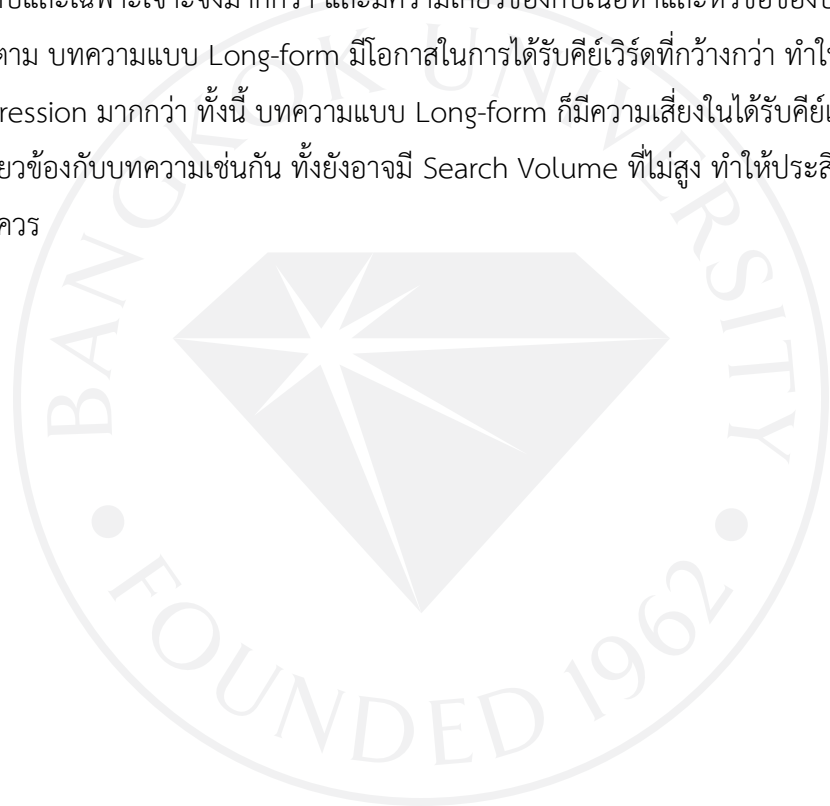 และเฉพาะเจาะจงมากกว่า และมีความเกี่ยวข้องกับเนื้อหาและหัวข้อของ
ตาม บทความแบบ Long-form มีโอกาสในการได้รับคีย์เวิร์ดที่กว้างกว่า ทำให้
ression มากกว่า ทั้งนี้ บทความแบบ Long-form ก็มีความเสี่ยงในได้รับคีย์
ยวข้องกับบทความเช่นกัน ทั้งยังอาจมี Search Volume ที่ไม่สูง ทำให้ประสิ
ควร
BANGKOK UNIVERSITY
• FOUNDED 1962 •